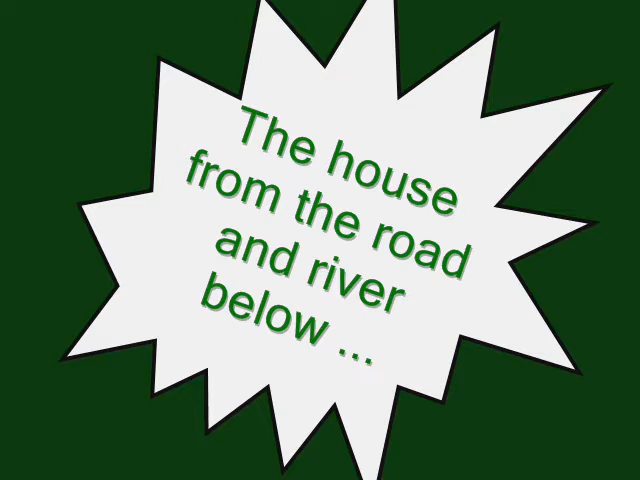 The house
from the road
and river
below ...